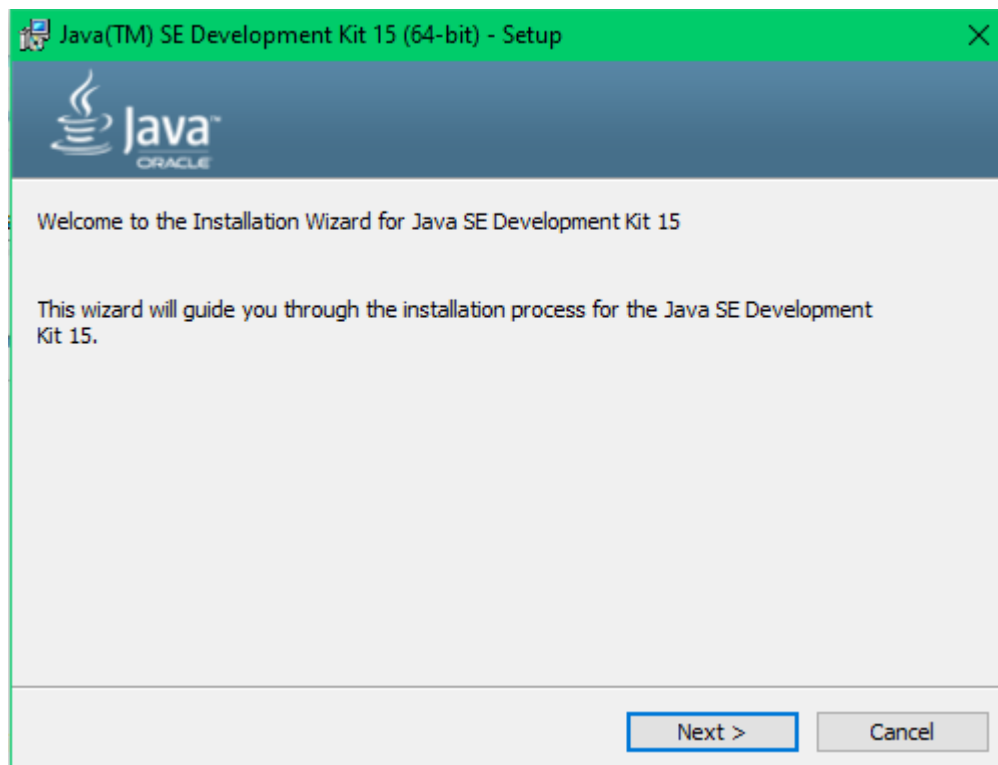 Java(TM) SE Development Kit 15 (64-bit) - Setup
Java™
ORACLE
Welcome to the Installation Wizard for Java SE Development Kit 15
This wizard will guide you through the installation process for the Java SE Development
Kit 15.
Next >
Cancel